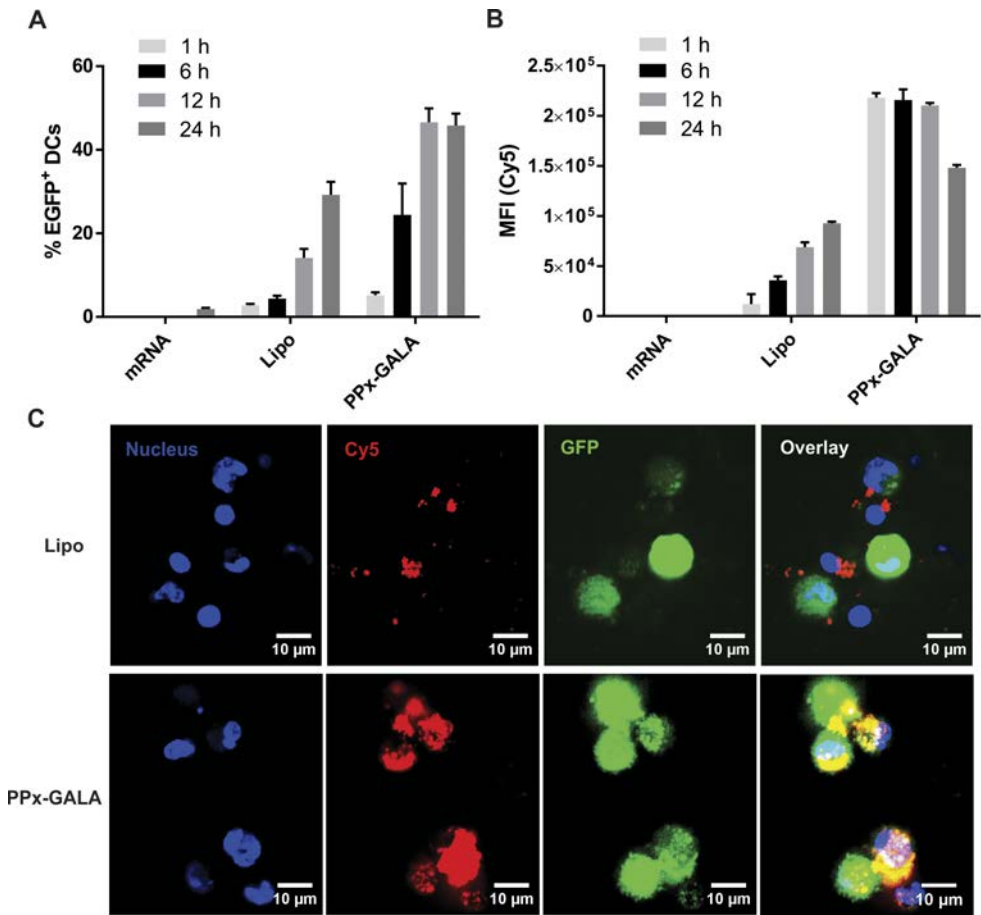 A
1 h
6 h
12 h
24 h
% EGFP⁺ DCs
60
40
20
0
mRNA
Lipo
PPx-GALA
B
1 h
6 h
12 h
24 h
MFI (Cy5)
2.5×10⁵
2×10⁵
1.5×10⁵
1×10⁵
5×10⁴
0
mRNA
Lipo
PPx-GALA
C
Nucleus
Cy5
GFP
Overlay
Lipo
10 µm
10 µm
10 µm
10 µm
PPx-GALA
10 µm
10 µm
10 µm
10 µm